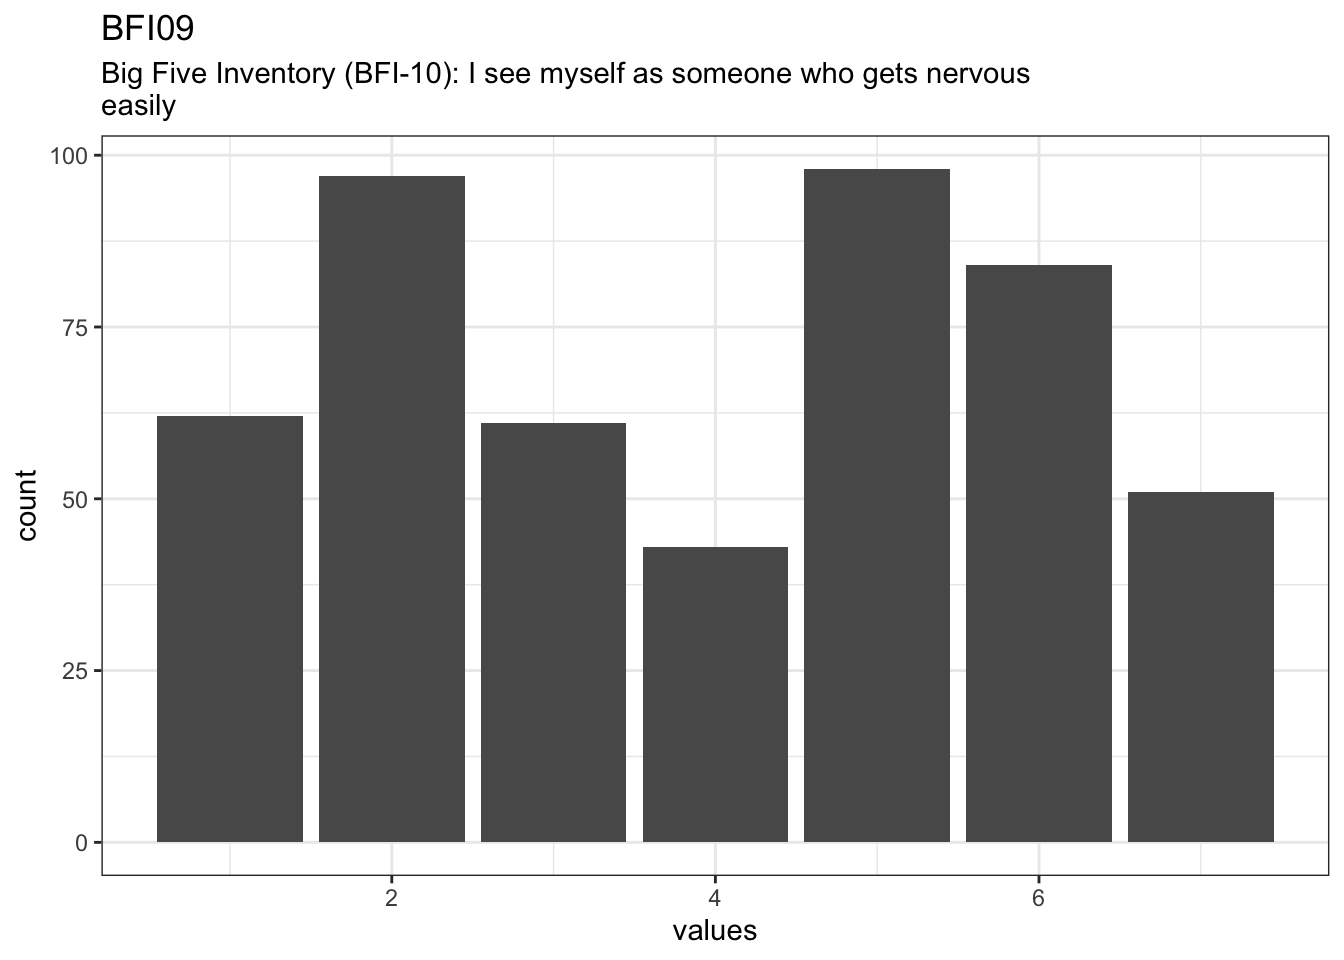 BFI09
Big Five Inventory (BFI-10): I see myself as someone who gets nervous
easily
100
75
50
25
0
count
2
4
6
values